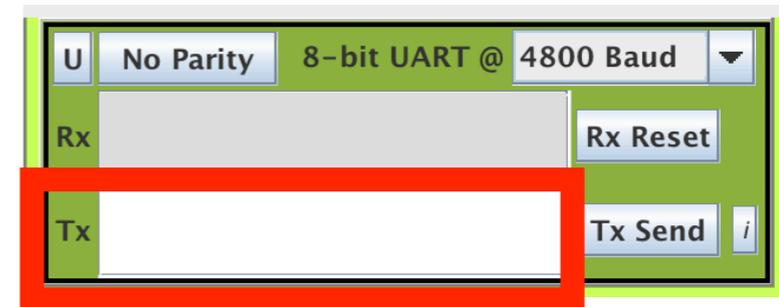 U No Parity 8-bit UART @ 4800 Baud
Rx Rx Reset
Tx Tx Send i